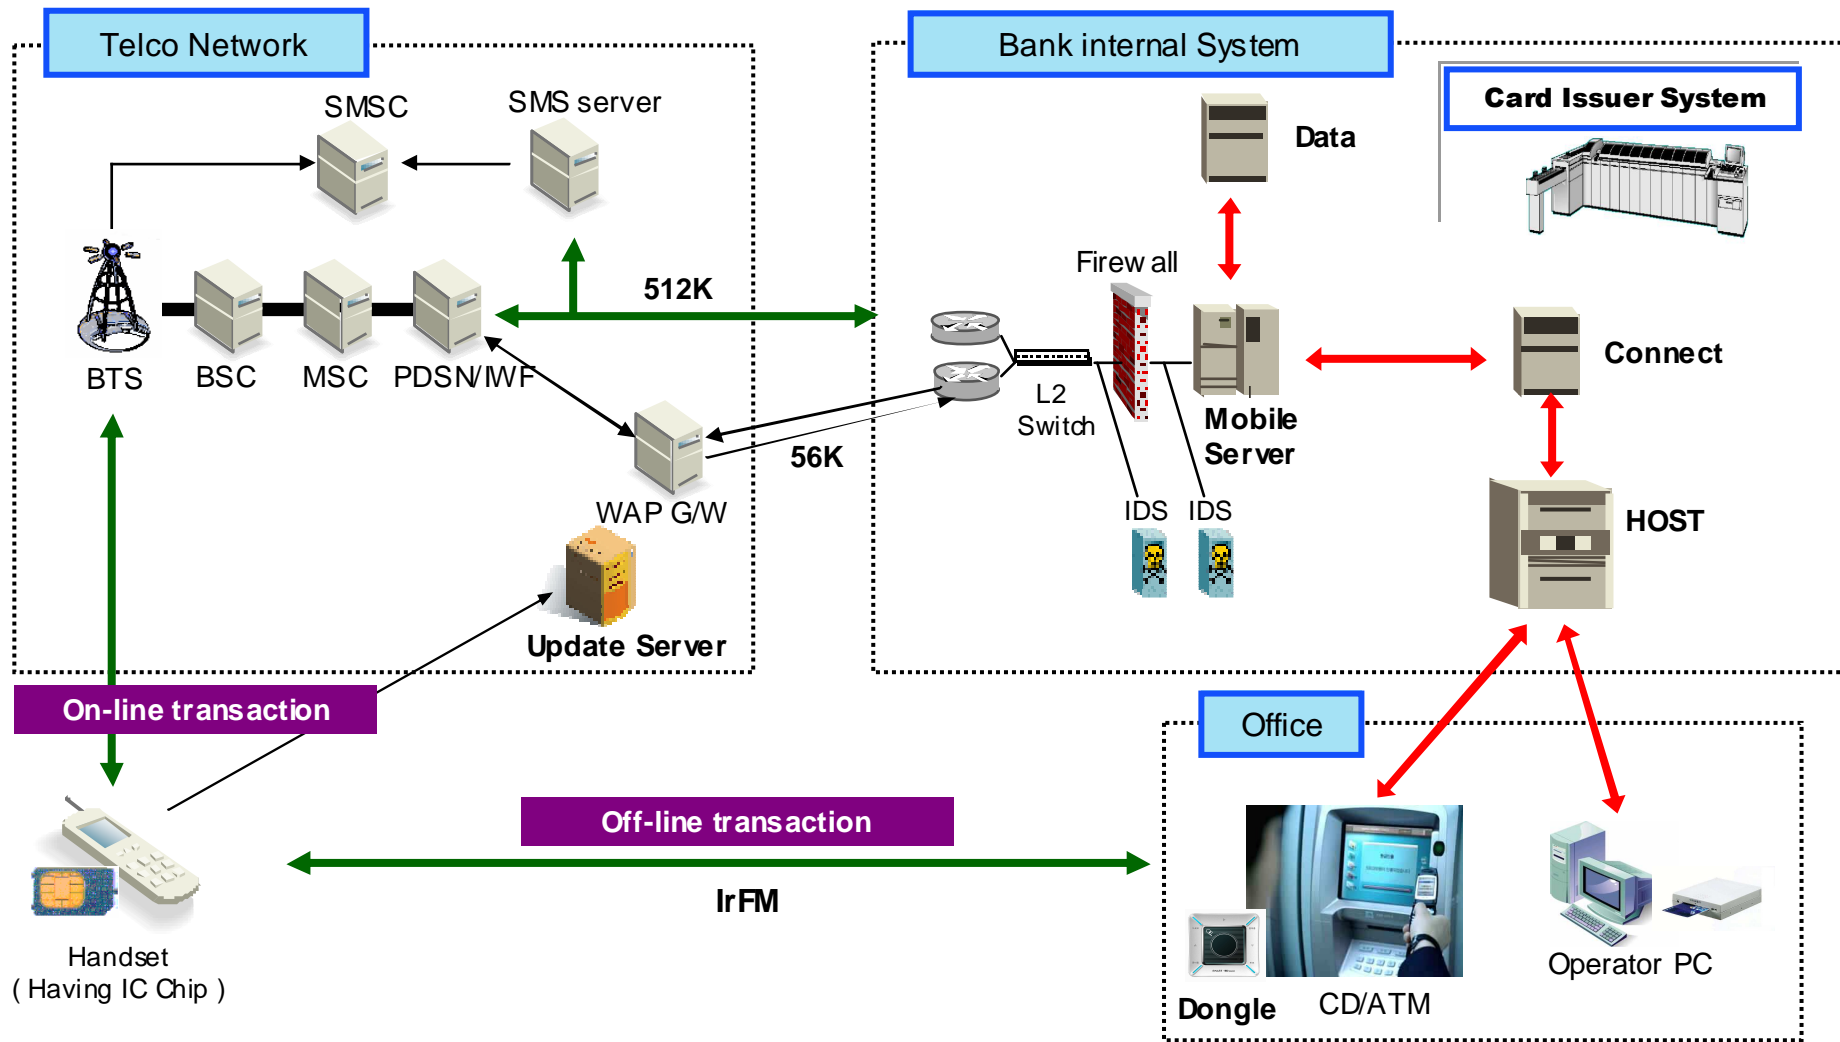 Telco Network
Bank internal System
Card Issuer System
SMSC
SMS server
Data
Firewall
512K
BTS
BSC
MSC
PDSN/IWF
L2
Switch
Mobile
Server
Connect
56K
WAP G/W
IDS
IDS
HOST
Update Server
On-line transaction
Office
Off-line transaction
IrFM
Handset
( Having IC Chip )
Dongle
CD/ATM
Operator PC